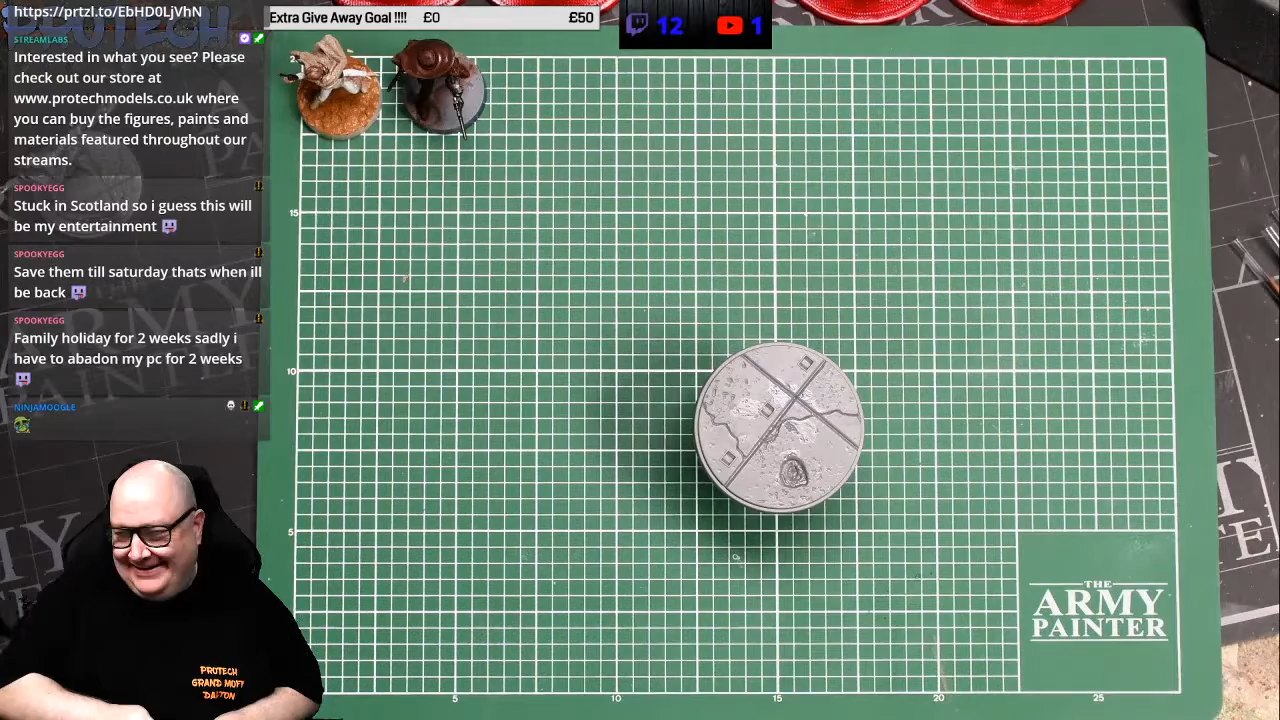 https://prtzl.to/EbHD0LjVhN
Extra Give Away Goal !!!! £0 £50
12 1
STREAMLABS
Interested in what you see? Please
check out our store at
www.protechmodels.co.uk where
you can buy the figures, paints and
materials featured throughout our
streams.
SPOOKYEGG
Stuck in Scotland so i guess this will
be my entertainment
SPOOKYEGG
Save them till saturday thats when ill
be back
SPOOKYEGG
Family holiday for 2 weeks sadly i
have to abadon my pc for 2 weeks
NINJAMOOGLE
15
10
5
5 10 15 20 25
THE
ARMY
PAINTER
PROTECH
GRAND MOFF
DALTON